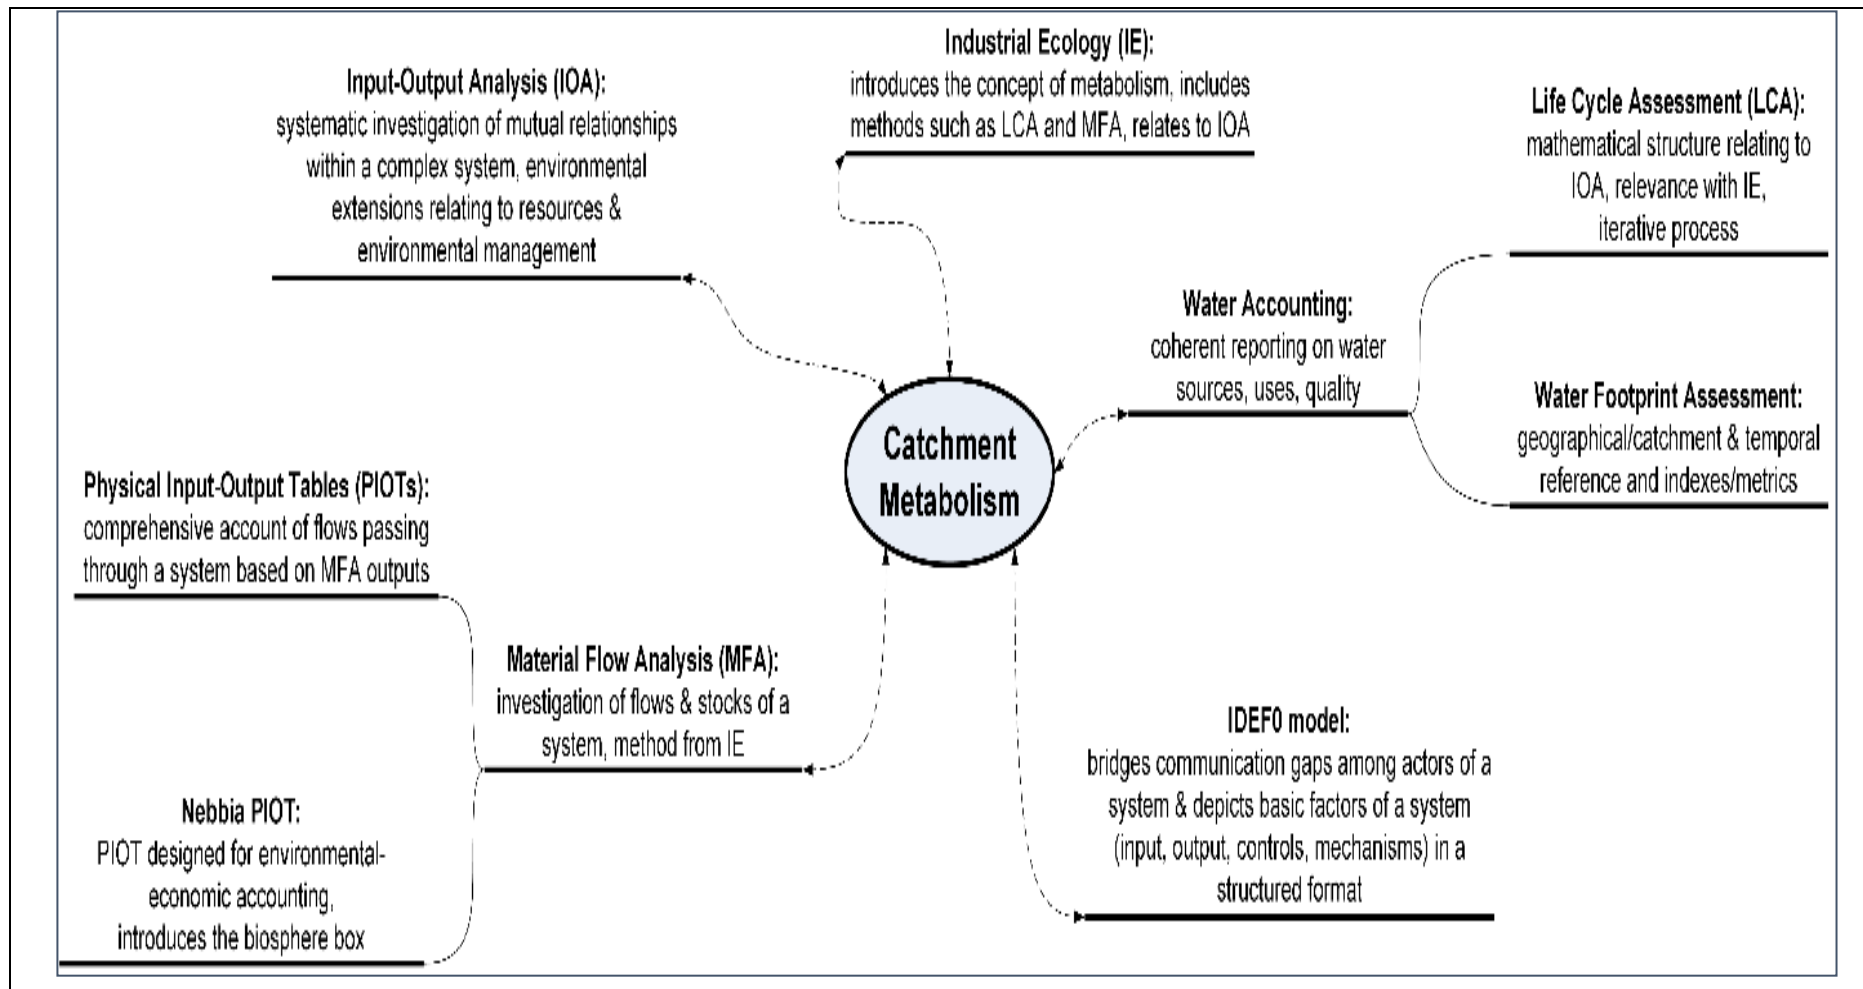 Industrial Ecology (IE):
introduces the concept of metabolism, includes
methods such as LCA and MFA, relates to IOA
Input-Output Analysis (IOA):
systematic investigation of mutual relationships
within a complex system, environmental
extensions relating to resources &
environmental management
Life Cycle Assessment (LCA):
mathematical structure relating to
IOA, relevance with IE,
iterative process
Water Accounting:
coherent reporting on water
sources, uses, quality
Water Footprint Assessment:
geographical/catchment & temporal
reference and indexes/metrics
Catchment
Metabolism
Physical Input-Output Tables (PIOTs):
comprehensive account of flows passing
through a system based on MFA outputs
Material Flow Analysis (MFA):
investigation of flows & stocks of a
system, method from IE
Nebbia PIOT:
PIOT designed for environmental-
economic accounting,
introduces the biosphere box
IDEF0 model:
bridges communication gaps among actors of a
system & depicts basic factors of a system
(input, output, controls, mechanisms) in a
structured format